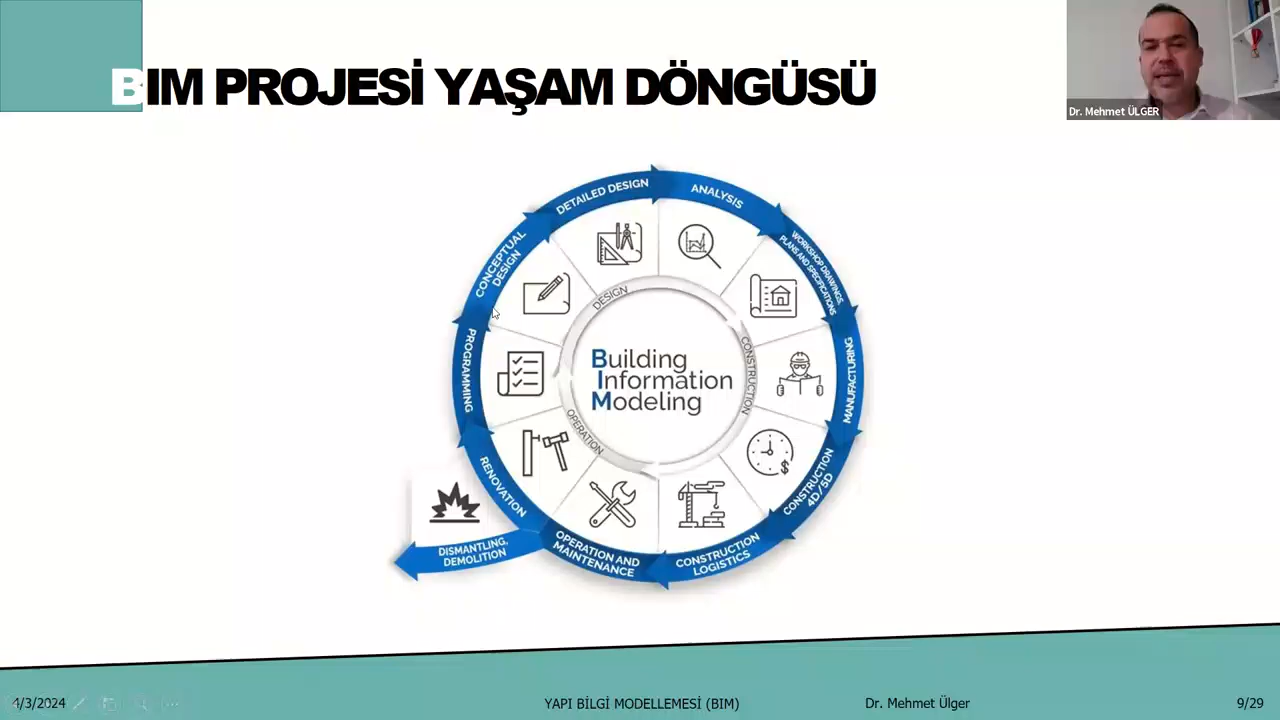 BIM PROJESİ YAŞAM DÖNGÜSÜ
Dr. Mehmet ÜLGER
DETAILED DESIGN
ANALYSIS
WORKSHOP DRAWINGS,
PLANS AND SPECIFICATIONS
MANUFACTURING
CONSTRUCTION
4D/5D
CONSTRUCTION
LOGISTICS
OPERATION AND
MAINTENANCE
DISMANTLING,
DEMOLITION
RENOVATION
PROGRAMMING
CONCEPTUAL
DESIGN
DESIGN
CONSTRUCTION
OPERATION
Building
Information
Modeling
$
4/3/2024
YAPI BİLGİ MODELLEMESİ (BIM)
Dr. Mehmet Ülger
9/29